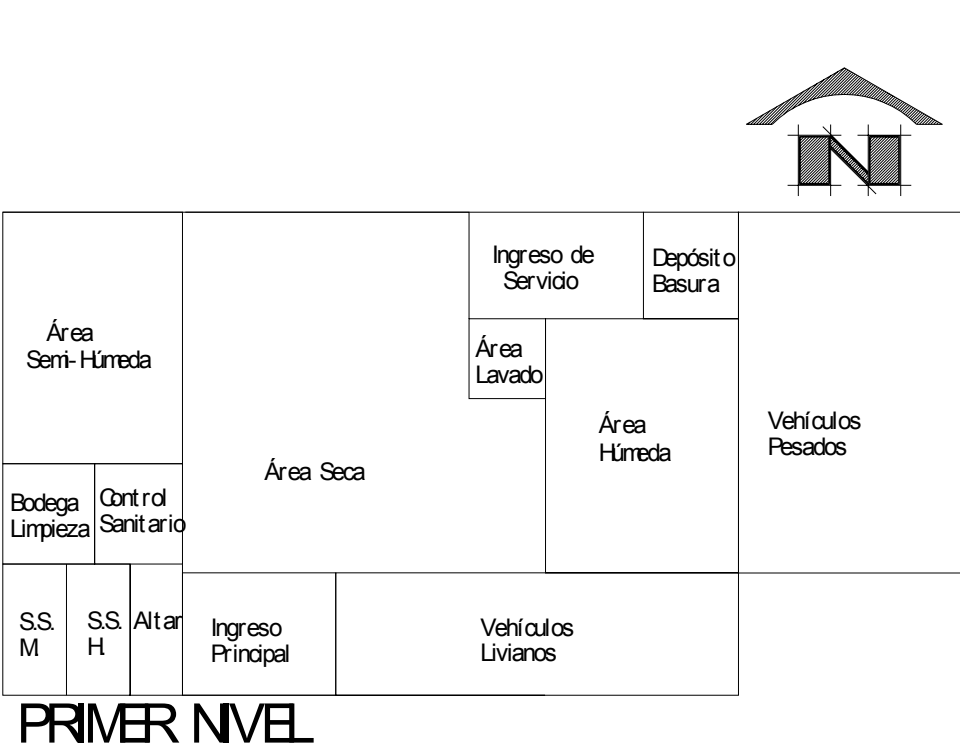 N
Ingreso de
Servicio
Depósito
Basura
Área
Semi-Húmeda
Área
Lavado
Área
Húmeda
Vehículos
Pesados
Área Seca
Bodega
Limpieza
Control
Sanitario
S.S.
M.
S.S.
H.
Altar
Ingreso
Principal
Vehículos
Livianos
PRIMER NIVEL